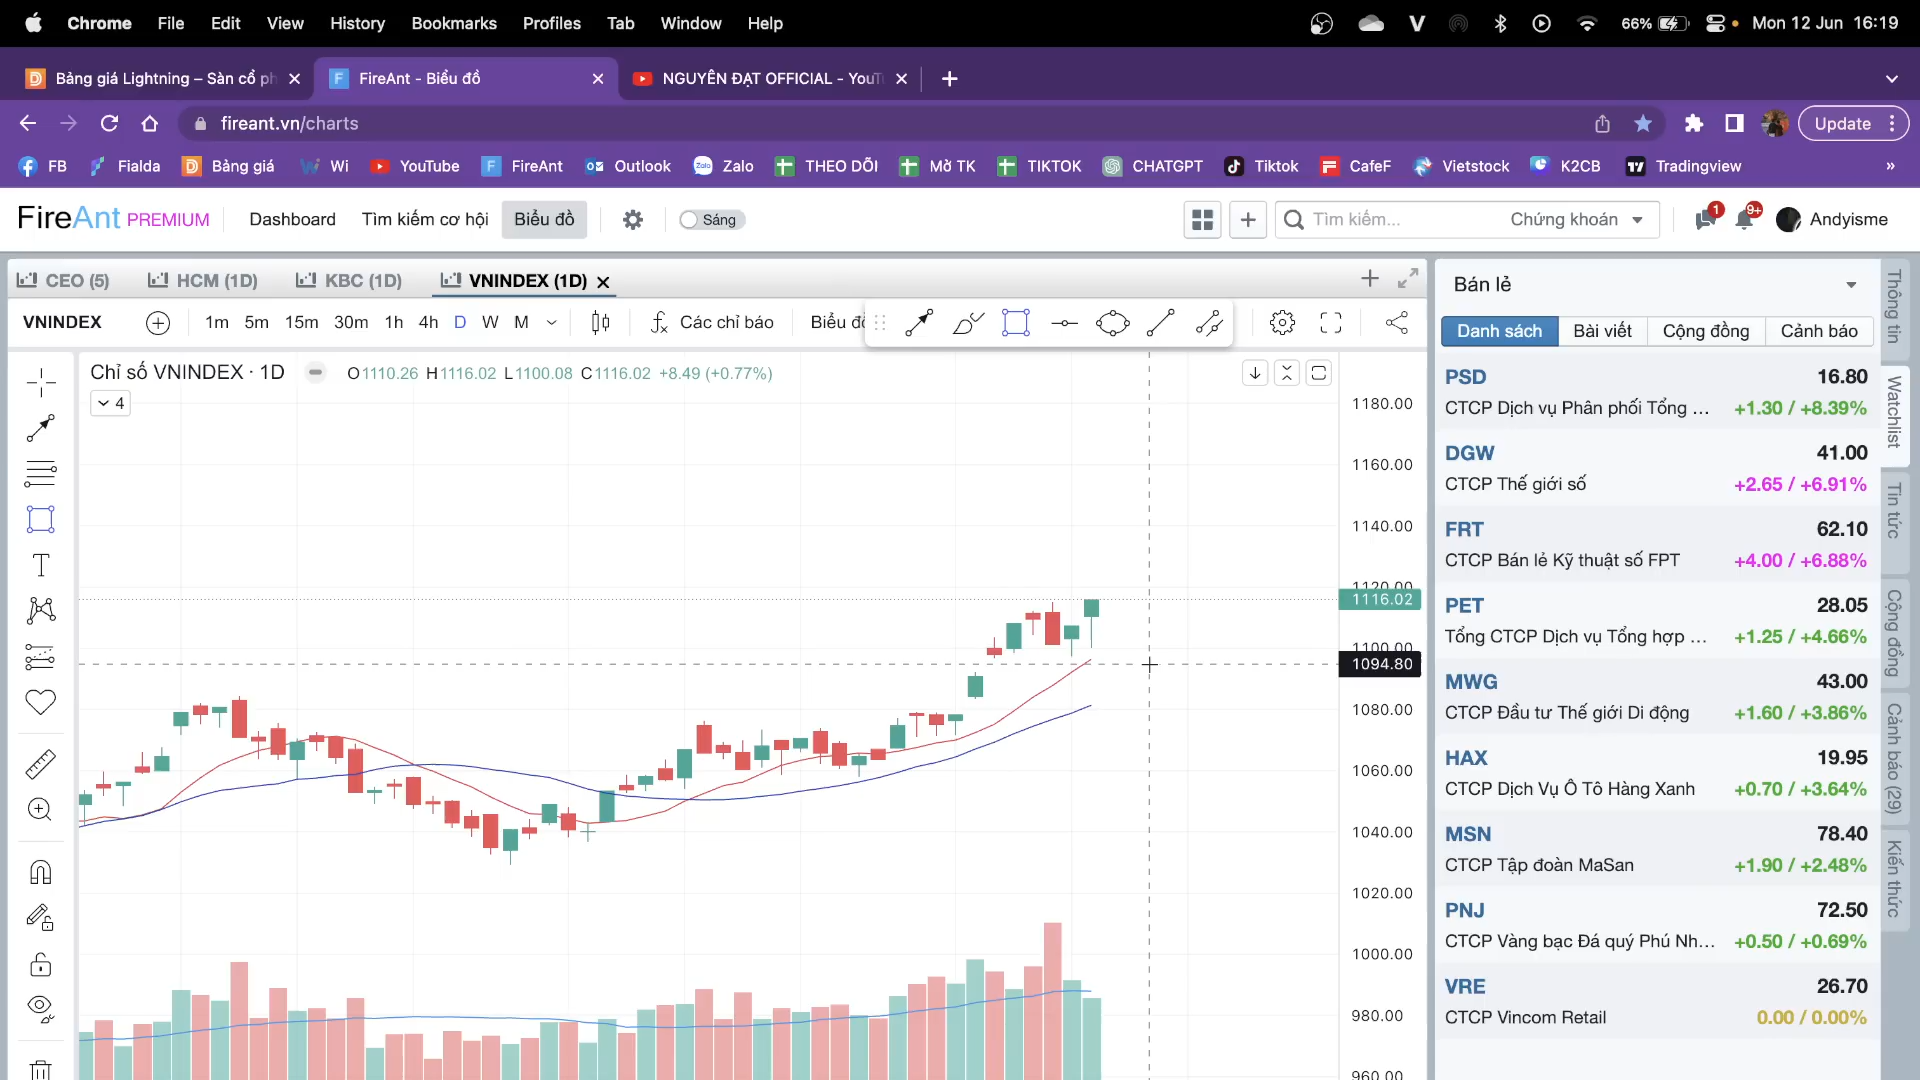 Chrome File Edit View History Bookmarks Profiles Tab Window Help
V 66% Mon 12 Jun 16:19
Bảng giá Lightning – Sàn cổ ph
FireAnt - Biểu đồ
NGUYÊN ĐẠT OFFICIAL - YouT
fireant.vn/charts
Update
FB Fialda Bảng giá Wi YouTube FireAnt Outlook Zalo THEO DÕI Mở TK TIKTOK CHATGPT Tiktok CafeF Vietstock K2CB Tradingview »
FireAnt PREMIUM Dashboard Tìm kiếm cơ hội Biểu đồ Sáng
Tìm kiếm... Chứng khoán 1 9+ Andyisme
CEO (5) HCM (1D) KBC (1D) VNINDEX (1D)
VNINDEX 1m 5m 15m 30m 1h 4h D W M Các chỉ báo Biểu đồ
Chỉ số VNINDEX · 1D O1110.26 H1116.02 L1100.08 C1116.02 +8.49 (+0.77%)
4
1180.00
1160.00
1140.00
1120.00
1116.02
1100.00
1094.80
1080.00
1060.00
1040.00
1020.00
1000.00
980.00
960.00
Bán lẻ
Danh sách Bài viết Cộng đồng Cảnh báo
PSD 16.80
CTCP Dịch vụ Phân phối Tổng ... +1.30 / +8.39%
DGW 41.00
CTCP Thế giới số +2.65 / +6.91%
FRT 62.10
CTCP Bán lẻ Kỹ thuật số FPT +4.00 / +6.88%
PET 28.05
Tổng CTCP Dịch vụ Tổng hợp ... +1.25 / +4.66%
MWG 43.00
CTCP Đầu tư Thế giới Di động +1.60 / +3.86%
HAX 19.95
CTCP Dịch Vụ Ô Tô Hàng Xanh +0.70 / +3.64%
MSN 78.40
CTCP Tập đoàn MaSan +1.90 / +2.48%
PNJ 72.50
CTCP Vàng bạc Đá quý Phú Nh... +0.50 / +0.69%
VRE 26.70
CTCP Vincom Retail 0.00 / 0.00%
Thông tin
Watchlist
Tin tức
Cộng đồng
Cảnh báo (29)
Kiến thức